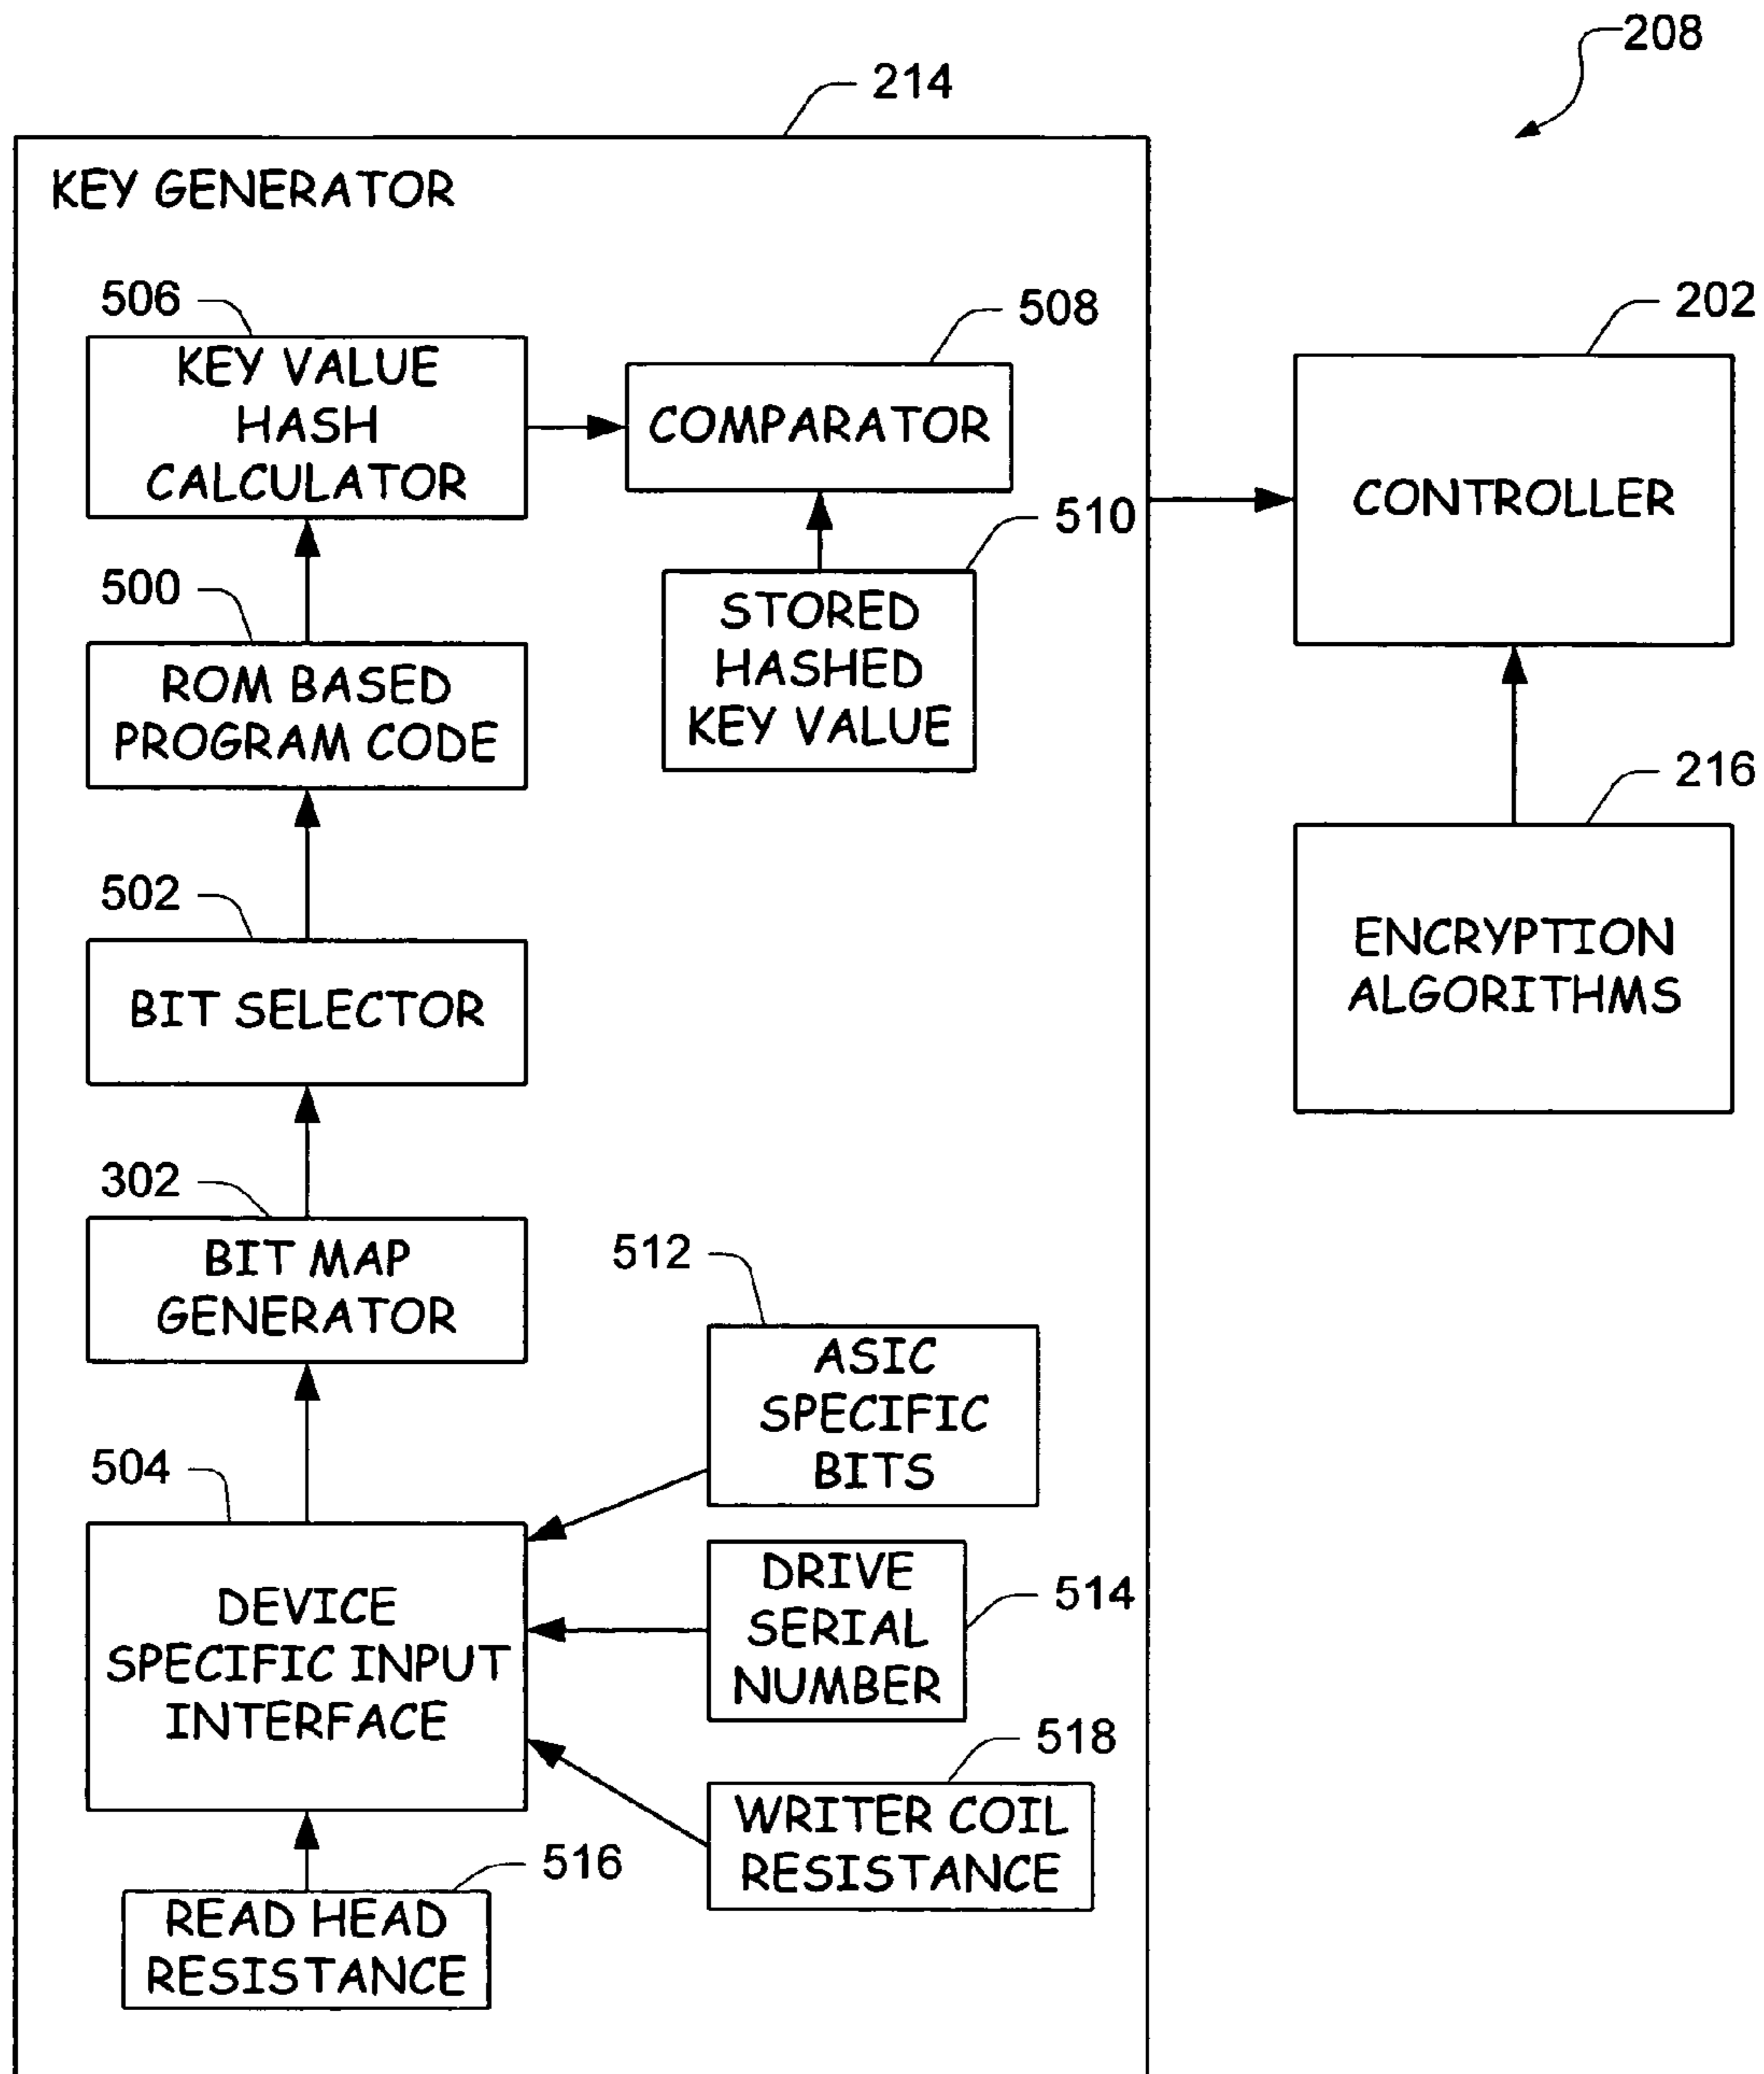 208
214
KEY GENERATOR
506
508
202
KEY VALUE
HASH
CALCULATOR
COMPARATOR
CONTROLLER
510
500
STORED
HASHED
KEY VALUE
ROM BASED
PROGRAM CODE
216
502
ENCRYPTION
ALGORITHMS
BIT SELECTOR
302
BIT MAP
GENERATOR
512
ASIC
SPECIFIC
BITS
504
DEVICE
SPECIFIC INPUT
INTERFACE
DRIVE
SERIAL
NUMBER
514
518
WRITER COIL
RESISTANCE
516
READ HEAD
RESISTANCE